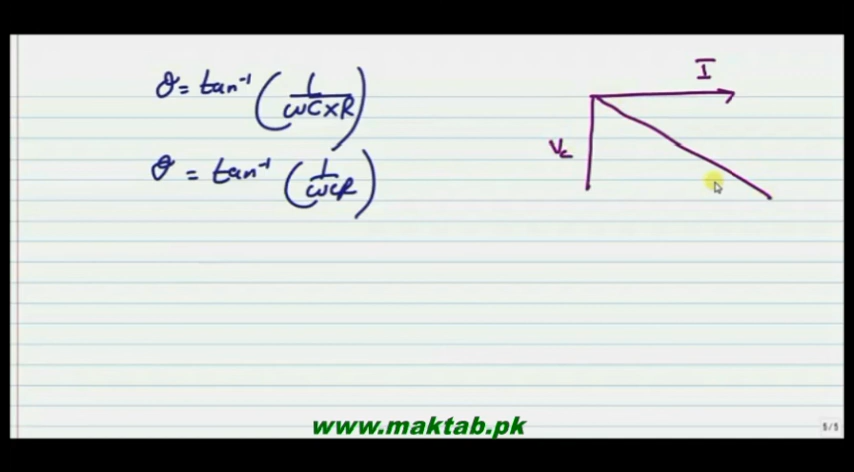 θ = tan⁻¹ (1/ωC×R)
I
Vc
θ = tan⁻¹ (1/ωCR)
www.maktab.pk
5/5